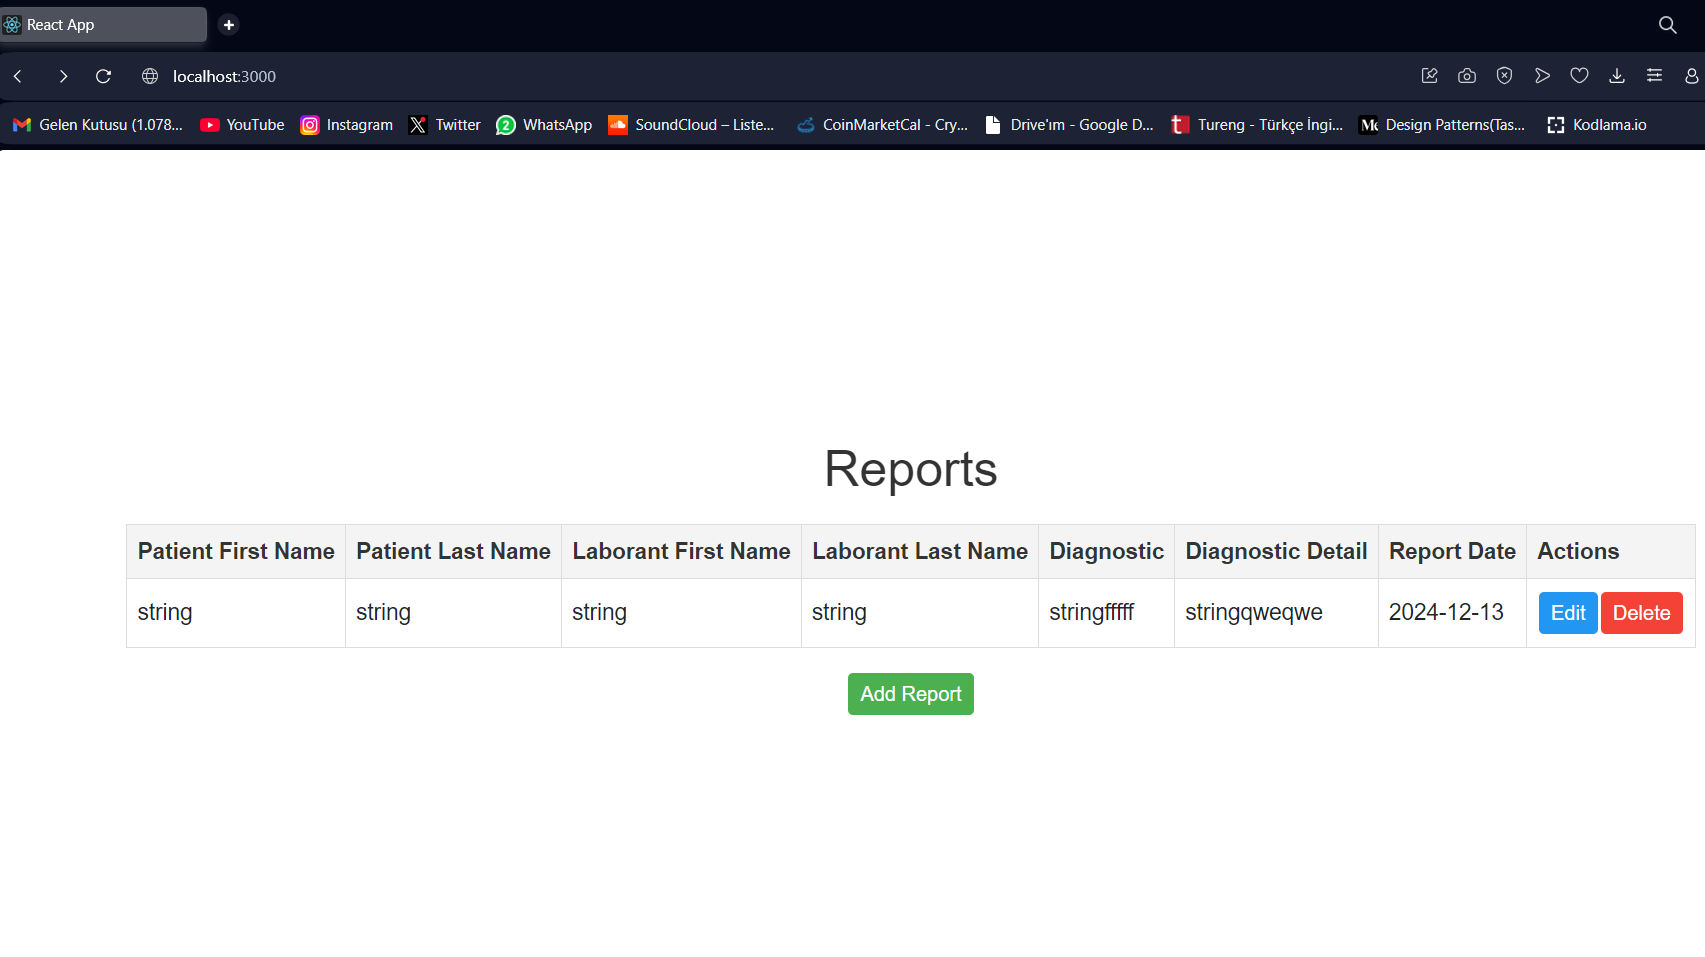 React App
localhost:3000
Gelen Kutusu (1.078... YouTube Instagram Twitter 2 WhatsApp SoundCloud – Liste... CoinMarketCal - Cry... Drive'ım - Google D... t Tureng - Türkçe İngi... Design Patterns(Tas... Kodlama.io
Reports
Patient First Name Patient Last Name Laborant First Name Laborant Last Name Diagnostic Diagnostic Detail Report Date Actions
string string string string stringfffff stringqweqwe 2024-12-13 Edit Delete
Add Report